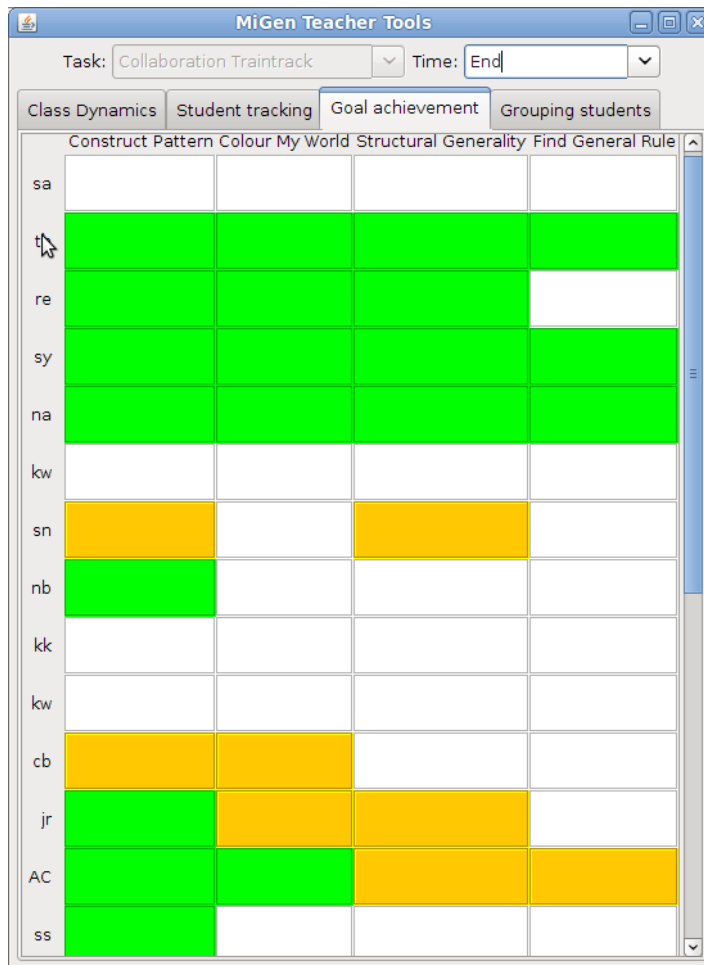 MiGen Teacher Tools
Task: Collaboration Traintrack Time: End
Class Dynamics Student tracking Goal achievement Grouping students
Construct Pattern Colour My World Structural Generality Find General Rule
sa
re
sy
na
kw
sn
nb
kk
kw
cb
jr
AC
ss